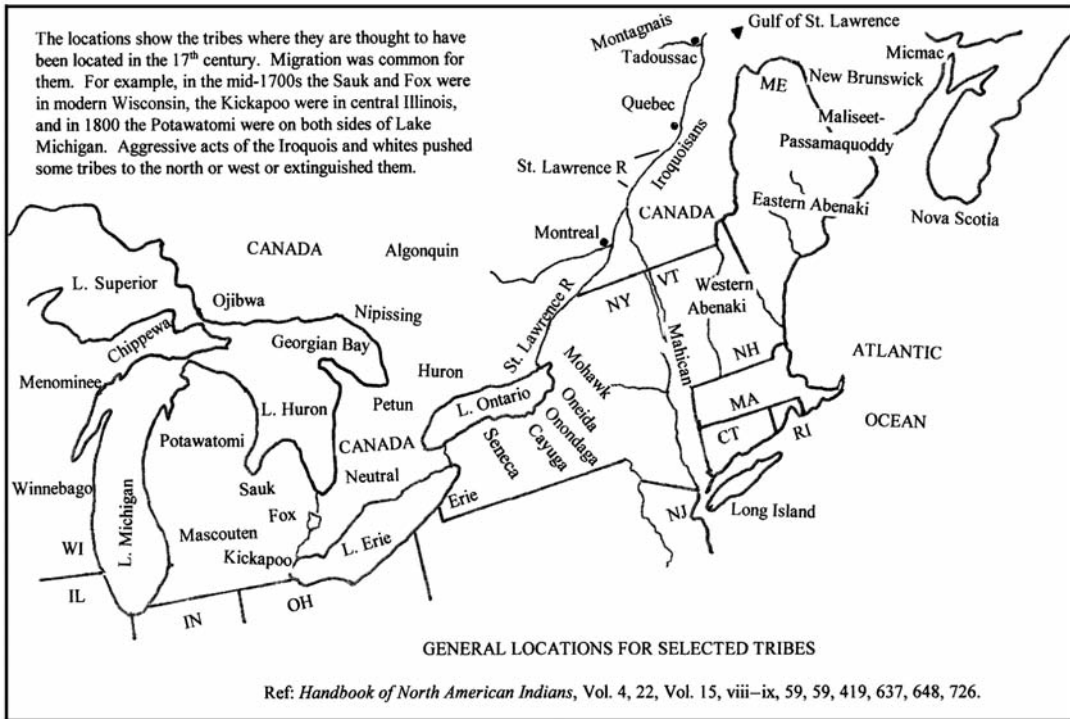 The locations show the tribes where they are thought to have
been located in the 17th century. Migration was common for
them. For example, in the mid-1700s the Sauk and Fox were
in modern Wisconsin, the Kickapoo were in central Illinois,
and in 1800 the Potawatomi were on both sides of Lake
Michigan. Aggressive acts of the Iroquois and whites pushed
some tribes to the north or west or extinguished them.
Montagnais
Tadoussac
Gulf of St. Lawrence
Micmac
ME
New Brunswick
Quebec
Maliseet-
Passamaquoddy
St. Lawrence R
Iroquoisans
Eastern Abenaki
Nova Scotia
CANADA
Montreal
CANADA
Algonquin
L. Superior
Ojibwa
Nipissing
St. Lawrence R
NY
VT
Western
Abenaki
Chippewa
Georgian Bay
Mahican
NH
ATLANTIC
OCEAN
Menominee
Huron
Mohawk
L. Huron
Petun
L. Ontario
Oneida
MA
Potawatomi
CANADA
Onondaga
Cayuga
Seneca
CT
RI
Winnebago
L. Michigan
Sauk
Neutral
Erie
Fox
NJ
Long Island
Mascouten
Kickapoo
L. Erie
WI
IL
IN
OH
GENERAL LOCATIONS FOR SELECTED TRIBES
Ref: Handbook of North American Indians, Vol. 4, 22, Vol. 15, viii–ix, 59, 59, 419, 637, 648, 726.